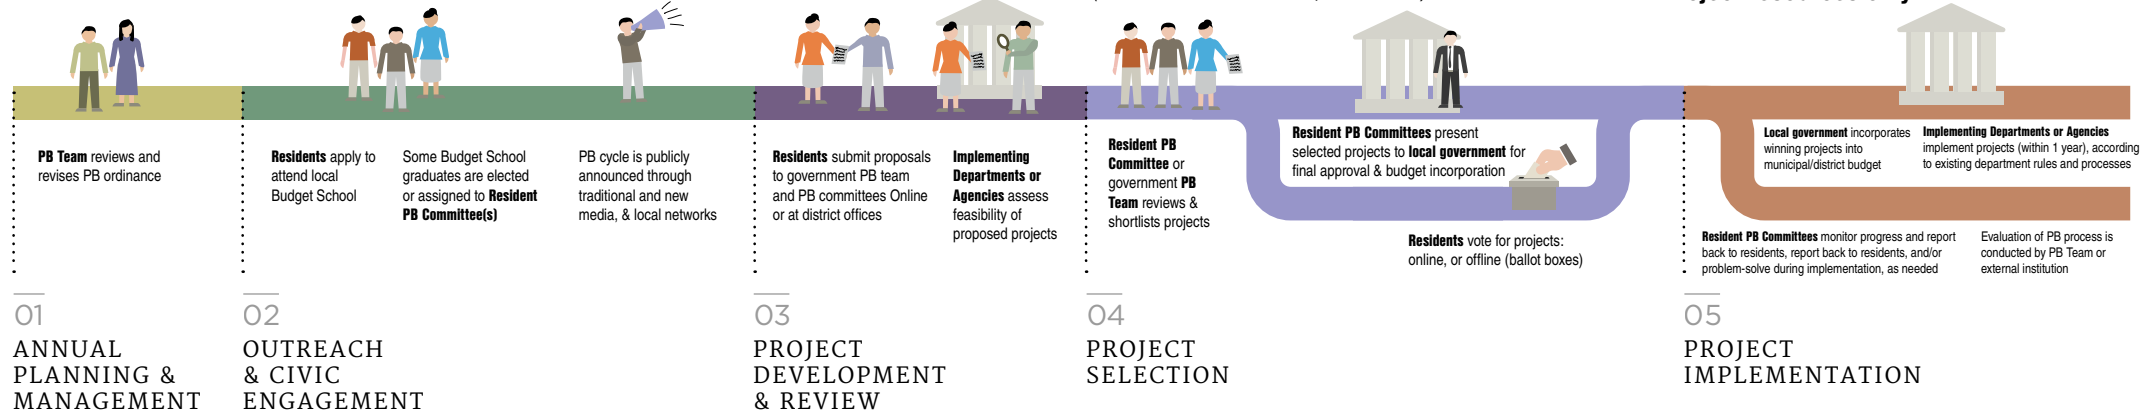 PB Team reviews and
revises PB ordinance
Residents apply to
attend local
Budget School
Some Budget School
graduates are elected
or assigned to Resident
PB Committee(s)
PB cycle is publicly
announced through
traditional and new
media, & local networks
Residents submit proposals
to government PB team
and PB committees Online
or at district offices
Implementing
Departments or
Agencies assess
feasibility of
proposed projects
Resident PB
Committee or
government PB
Team reviews &
shortlists projects
Resident PB Committees present
selected projects to local government for
final approval & budget incorporation
Residents vote for projects:
online, or offline (ballot boxes)
Local government incorporates
winning projects into
municipal/district budget
Implementing Departments or Agencies
implement projects (within 1 year), according
to existing department rules and processes
Resident PB Committees monitor progress and report
back to residents, report back to residents, and/or
problem-solve during implementation, as needed
Evaluation of PB process is
conducted by PB Team or
external institution
01
ANNUAL
PLANNING &
MANAGEMENT
02
OUTREACH
& CIVIC
ENGAGEMENT
03
PROJECT
DEVELOPMENT
& REVIEW
04
PROJECT
SELECTION
05
PROJECT
IMPLEMENTATION